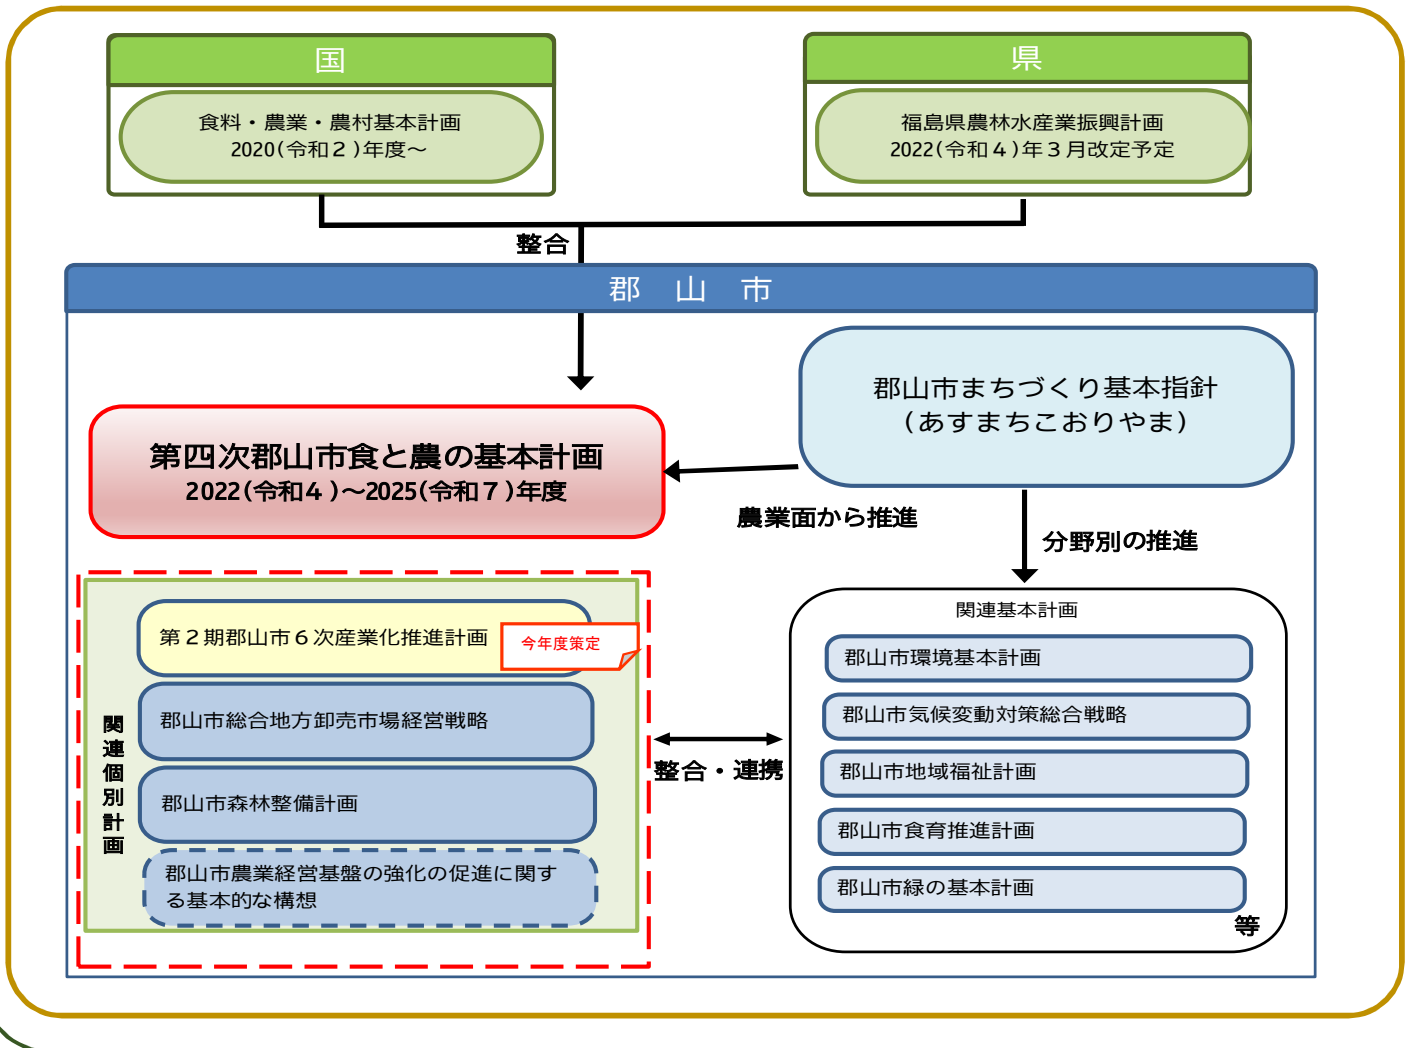 国
食料・農業・農村基本計画
2020(令和２)年度～
県
福島県農林水産業振興計画
2022(令和４)年３月改定予定
整合
郡　山　市
郡山市まちづくり基本指針
（あすまちこおりやま）
第四次郡山市食と農の基本計画
2022(令和４)～2025(令和７)年度
農業面から推進
分野別の推進
関連個別計画
第２期郡山市６次産業化推進計画
今年度策定
郡山市総合地方卸売市場経営戦略
郡山市森林整備計画
郡山市農業経営基盤の強化の促進に関す
る基本的な構想
整合・連携
関連基本計画
郡山市環境基本計画
郡山市気候変動対策総合戦略
郡山市地域福祉計画
郡山市食育推進計画
郡山市緑の基本計画
等